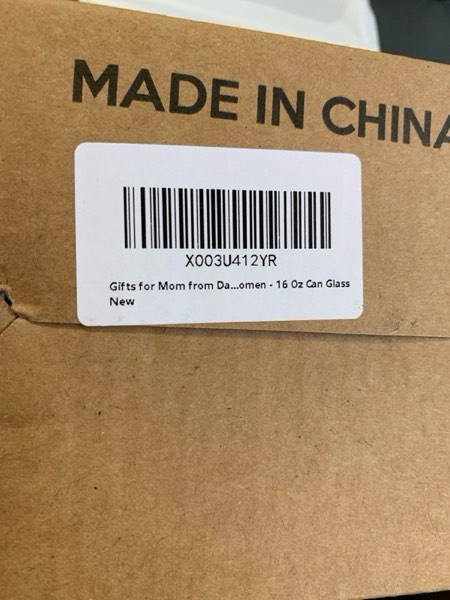 MADE IN CHINA
X003U412YR
Gifts for Mom from Da...omen - 16 Oz Can Glass
New